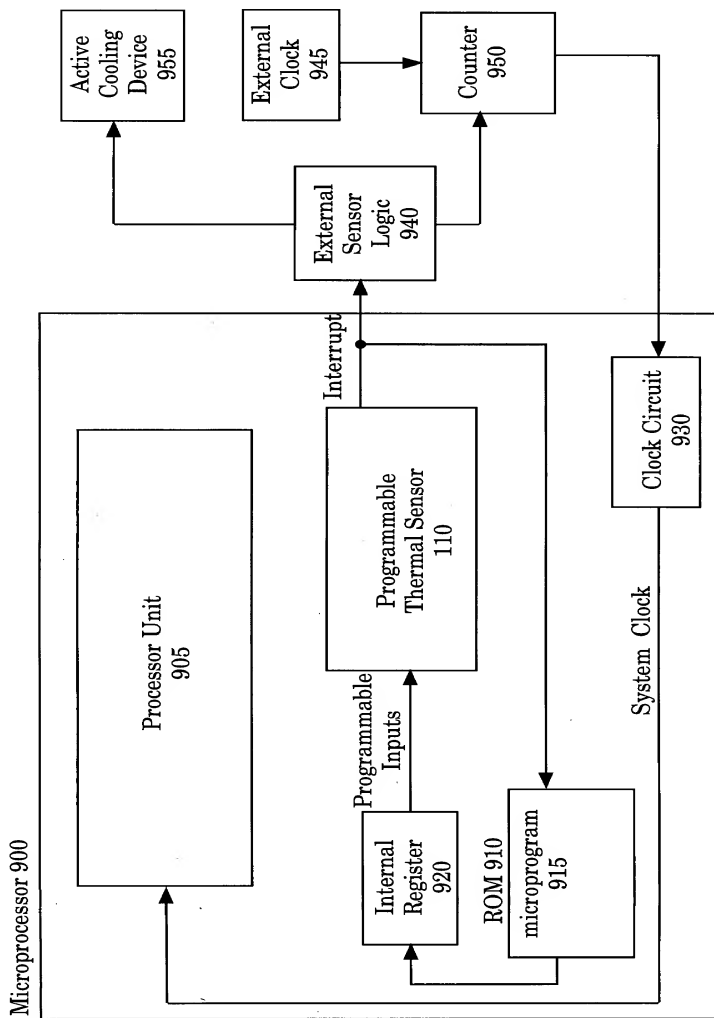 Microprocessor 900
Processor Unit
905
Active
Cooling
Device
955
External
Clock
945
Counter
950
External
Sensor
Logic
940
Interrupt
Programmable
Thermal Sensor
110
Programmable
Inputs
Internal
Register
920
ROM 910
microprogram
915
Clock Circuit
930
System Clock